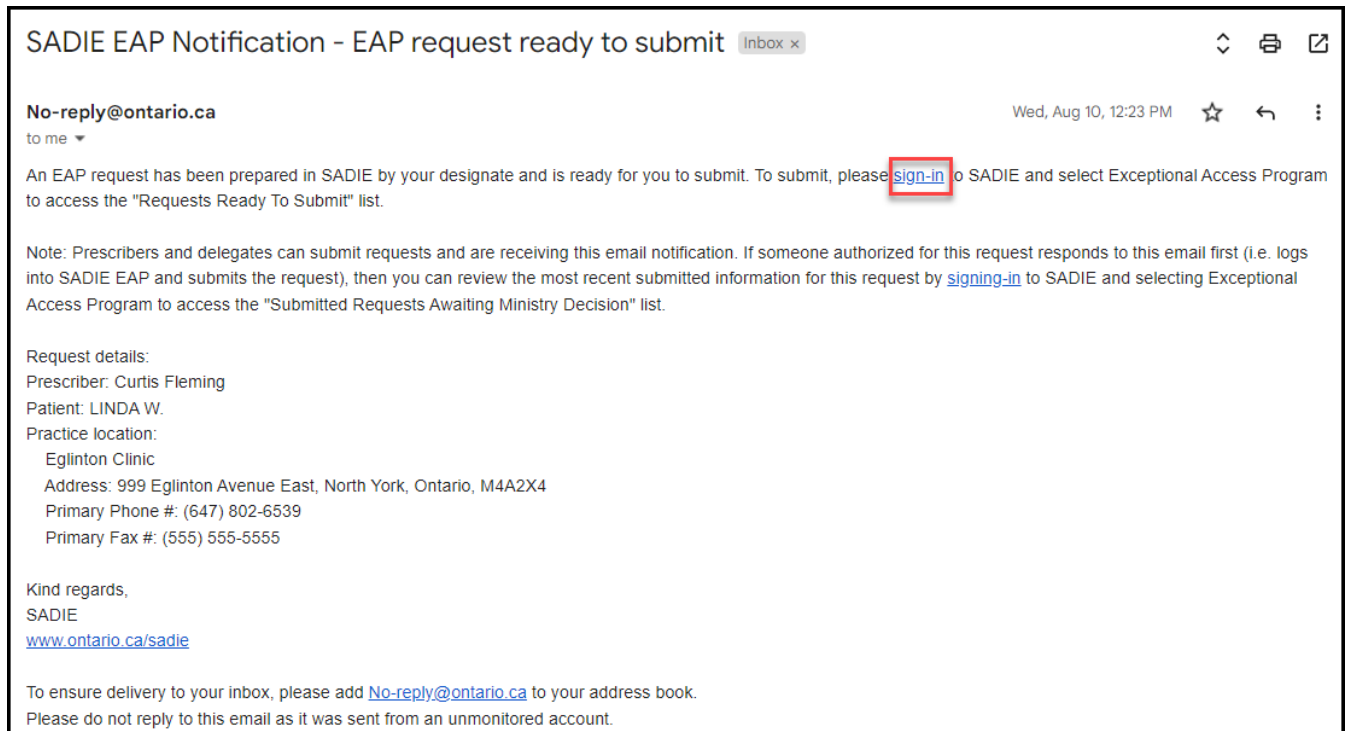 SADIE EAP Notification - EAP request ready to submit Inbox ×
No-reply@ontario.ca Wed, Aug 10, 12:23 PM
to me
An EAP request has been prepared in SADIE by your designate and is ready for you to submit. To submit, please sign-in to SADIE and select Exceptional Access Program
to access the "Requests Ready To Submit" list.
Note: Prescribers and delegates can submit requests and are receiving this email notification. If someone authorized for this request responds to this email first (i.e. logs
into SADIE EAP and submits the request), then you can review the most recent submitted information for this request by signing-in to SADIE and selecting Exceptional
Access Program to access the "Submitted Requests Awaiting Ministry Decision" list.
Request details:
Prescriber: Curtis Fleming
Patient: LINDA W.
Practice location:
Eglinton Clinic
Address: 999 Eglinton Avenue East, North York, Ontario, M4A2X4
Primary Phone #: (647) 802-6539
Primary Fax #: (555) 555-5555
Kind regards,
SADIE
www.ontario.ca/sadie
To ensure delivery to your inbox, please add No-reply@ontario.ca to your address book.
Please do not reply to this email as it was sent from an unmonitored account.